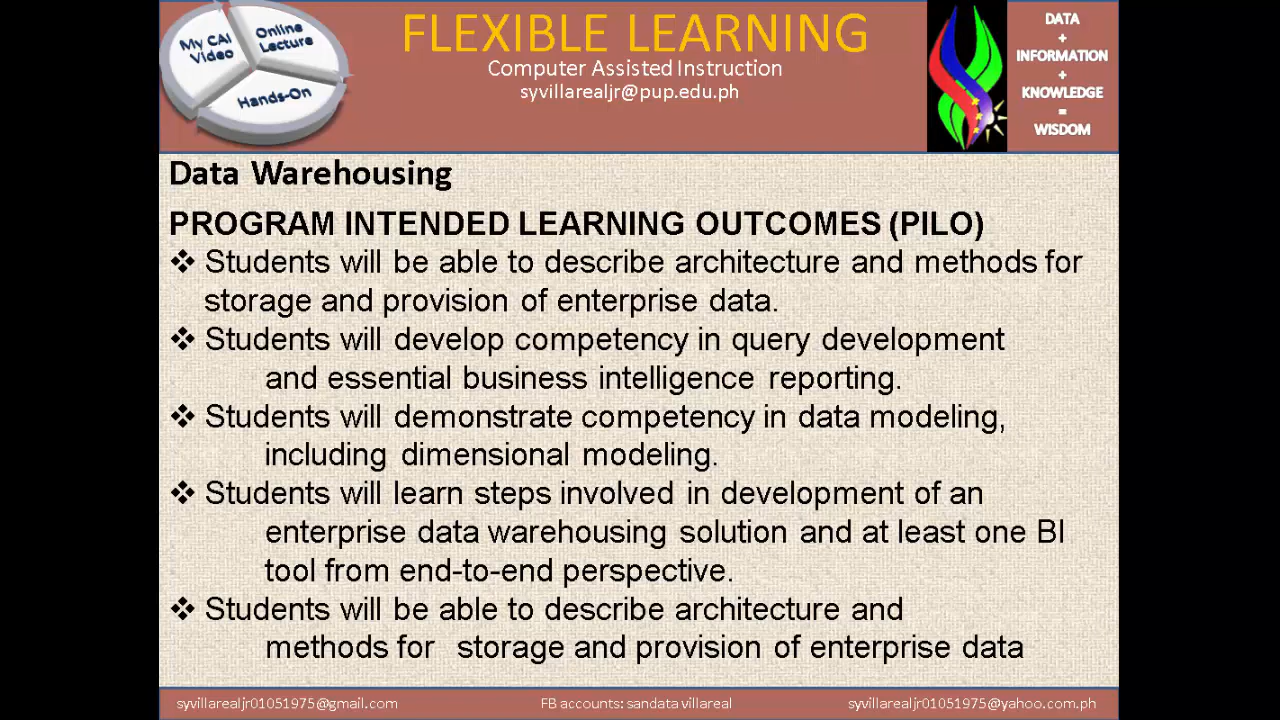 My CAI
Video
Online
Lecture
Hands-On
FLEXIBLE LEARNING
Computer Assisted Instruction
syvillarealjr@pup.edu.ph
DATA
+
INFORMATION
+
KNOWLEDGE
=
WISDOM
Data Warehousing
PROGRAM INTENDED LEARNING OUTCOMES (PILO)
❖ Students will be able to describe architecture and methods for
storage and provision of enterprise data.
❖ Students will develop competency in query development
and essential business intelligence reporting.
❖ Students will demonstrate competency in data modeling,
including dimensional modeling.
❖ Students will learn steps involved in development of an
enterprise data warehousing solution and at least one BI
tool from end-to-end perspective.
❖ Students will be able to describe architecture and
methods for storage and provision of enterprise data
syvillarealjr01051975@gmail.com
FB accounts: sandata villareal
syvillarealjr01051975@yahoo.com.ph